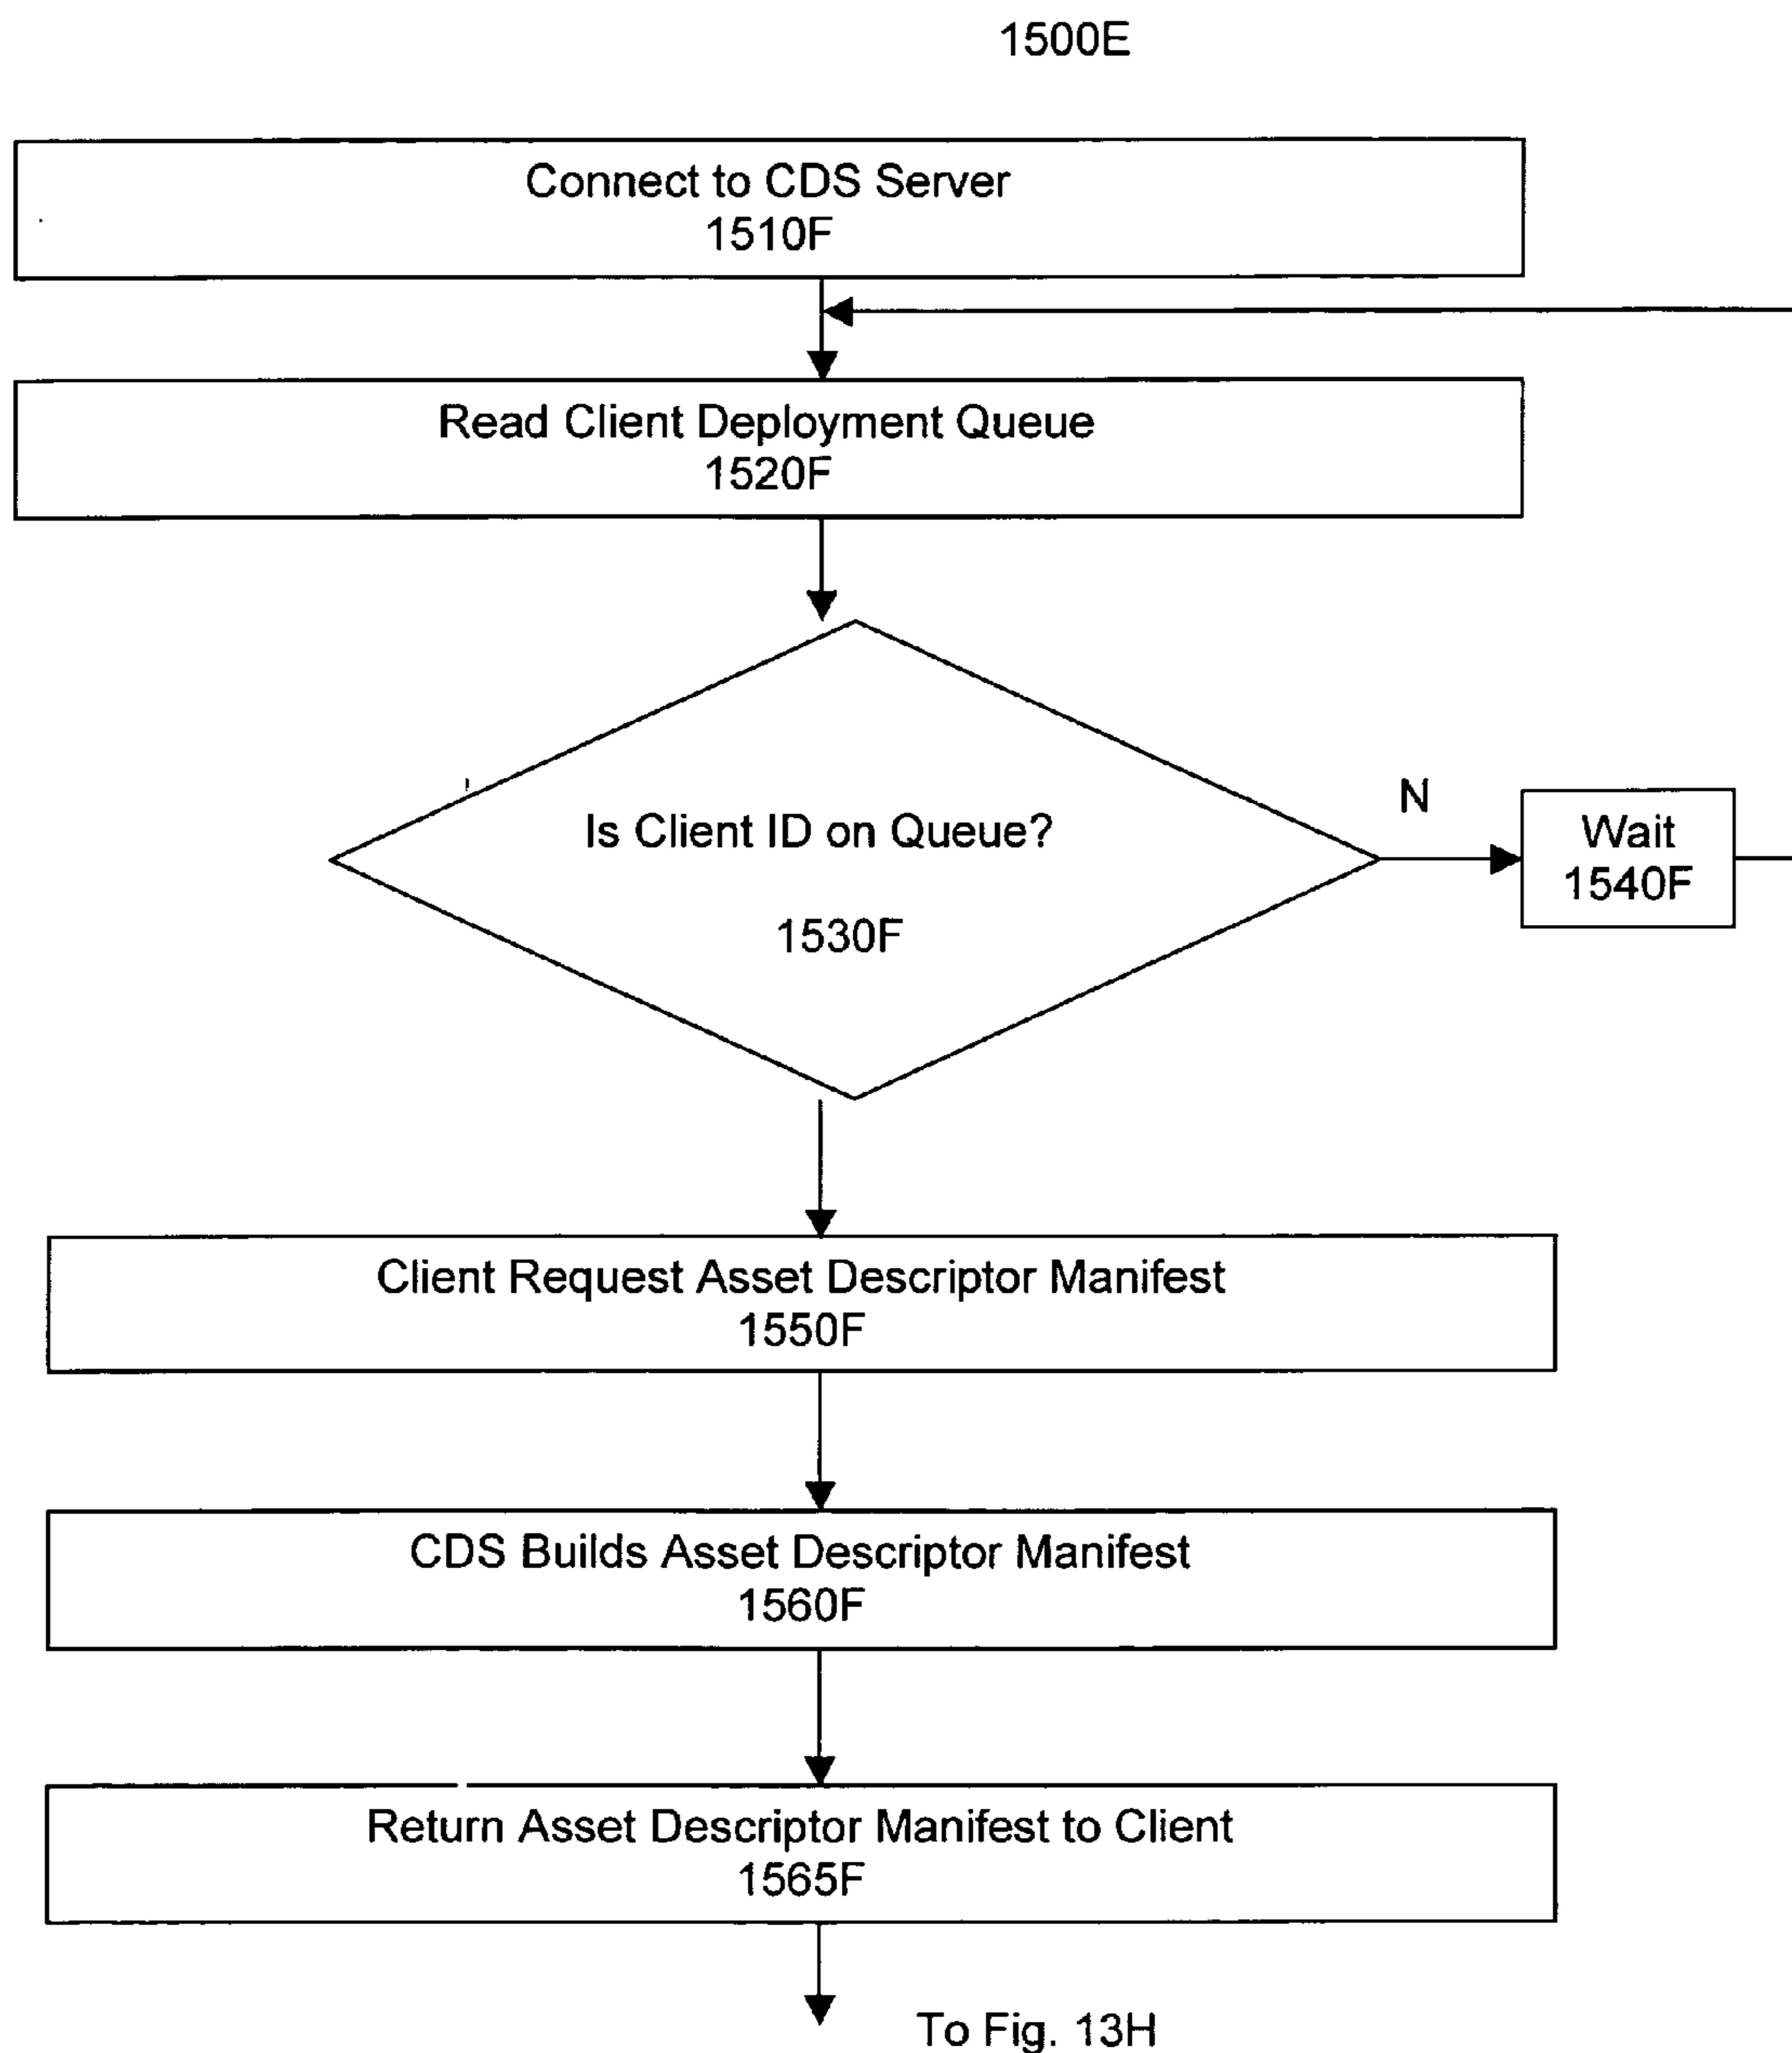 1500E
Connect to CDS Server
1510F
Read Client Deployment Queue
1520F
Is Client ID on Queue?
1530F
N
Wait
1540F
Client Request Asset Descriptor Manifest
1550F
CDS Builds Asset Descriptor Manifest
1560F
Return Asset Descriptor Manifest to Client
1565F
To Fig. 13H